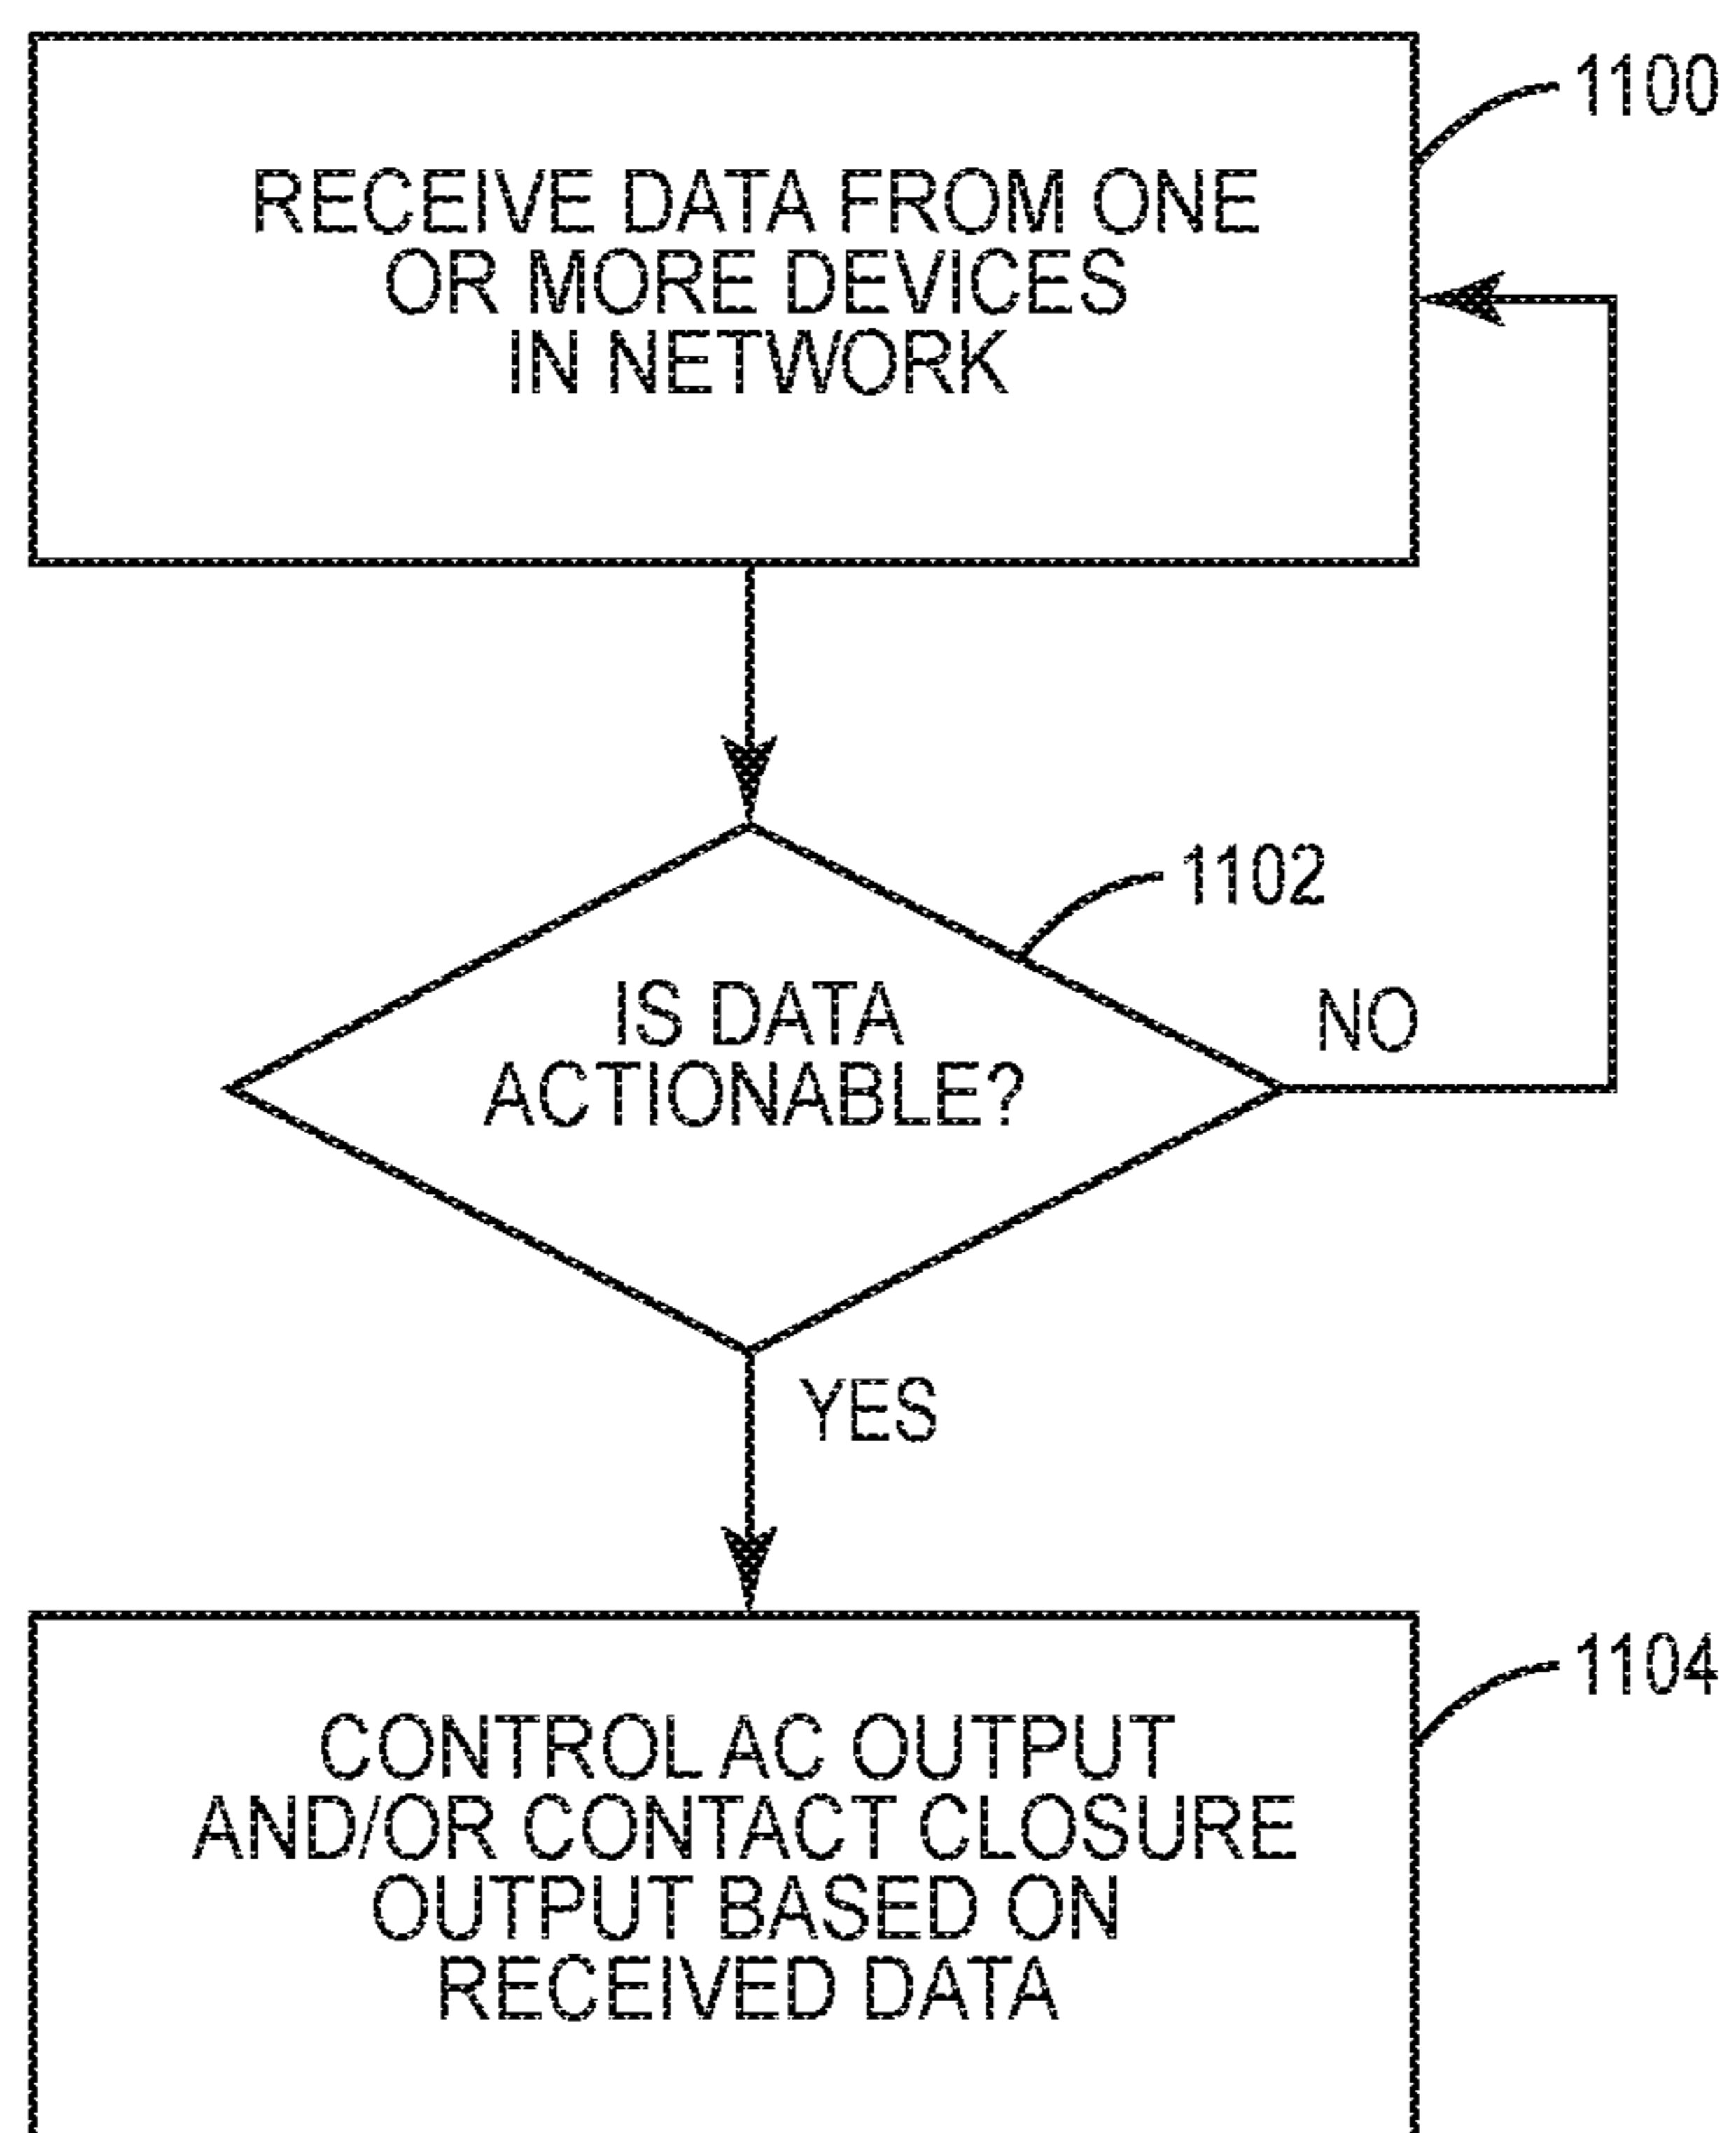 1100
RECEIVE DATA FROM ONE
OR MORE DEVICES
IN NETWORK
1102
IS DATA
ACTIONABLE?
NO
YES
1104
CONTROL AC OUTPUT
AND/OR CONTACT CLOSURE
OUTPUT BASED ON
RECEIVED DATA